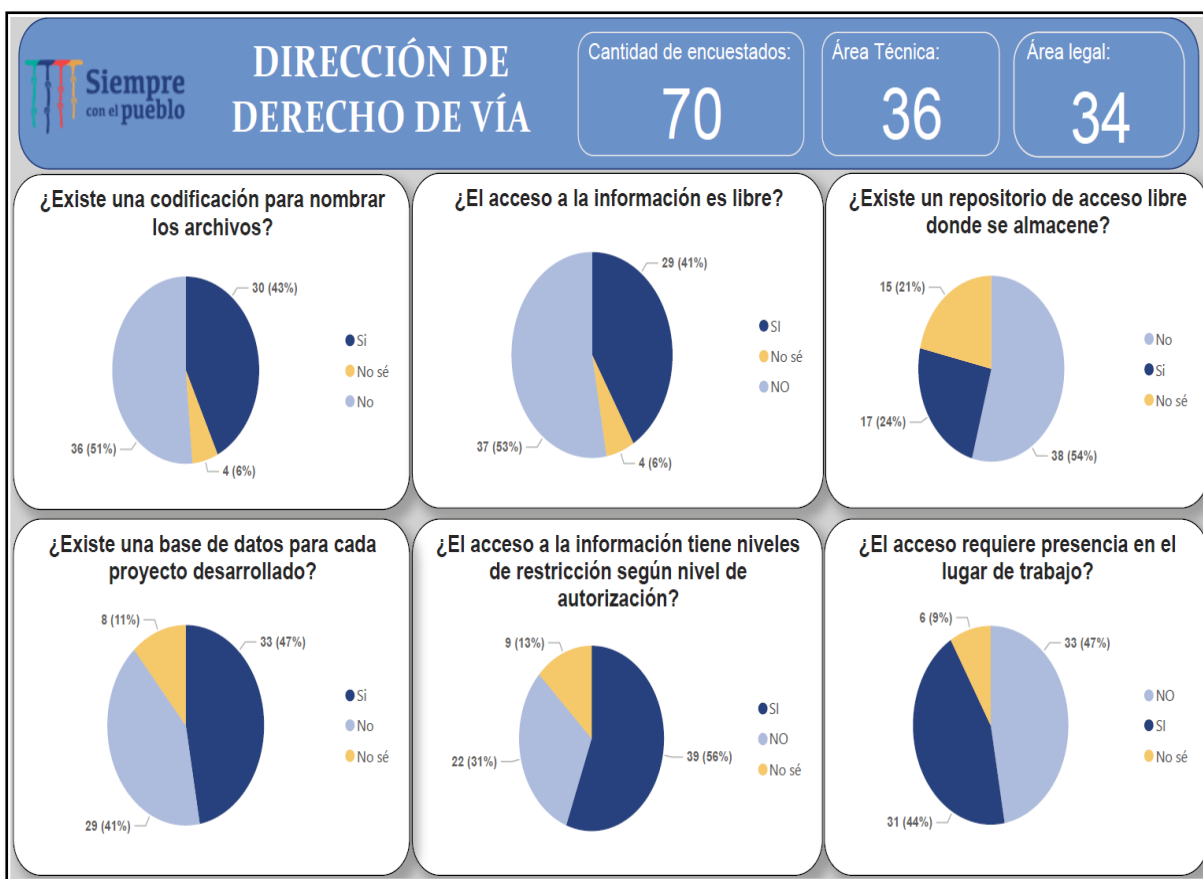 Siempre
con el pueblo
DIRECCIÓN DE
DERECHO DE VÍA
Cantidad de encuestados:
70
Área Técnica:
36
Área legal:
34
¿Existe una codificación para nombrar
los archivos?
30 (43%)
36 (51%)
4 (6%)
Si
No sé
No
¿El acceso a la información es libre?
29 (41%)
37 (53%)
4 (6%)
SI
No sé
NO
¿Existe un repositorio de acceso libre
donde se almacene?
15 (21%)
17 (24%)
38 (54%)
No
Si
No sé
¿Existe una base de datos para cada
proyecto desarrollado?
8 (11%)
33 (47%)
29 (41%)
Si
No
No sé
¿El acceso a la información tiene niveles
de restricción según nivel de
autorización?
9 (13%)
22 (31%)
39 (56%)
SI
NO
No sé
¿El acceso requiere presencia en el
lugar de trabajo?
6 (9%)
33 (47%)
31 (44%)
NO
SI
No sé